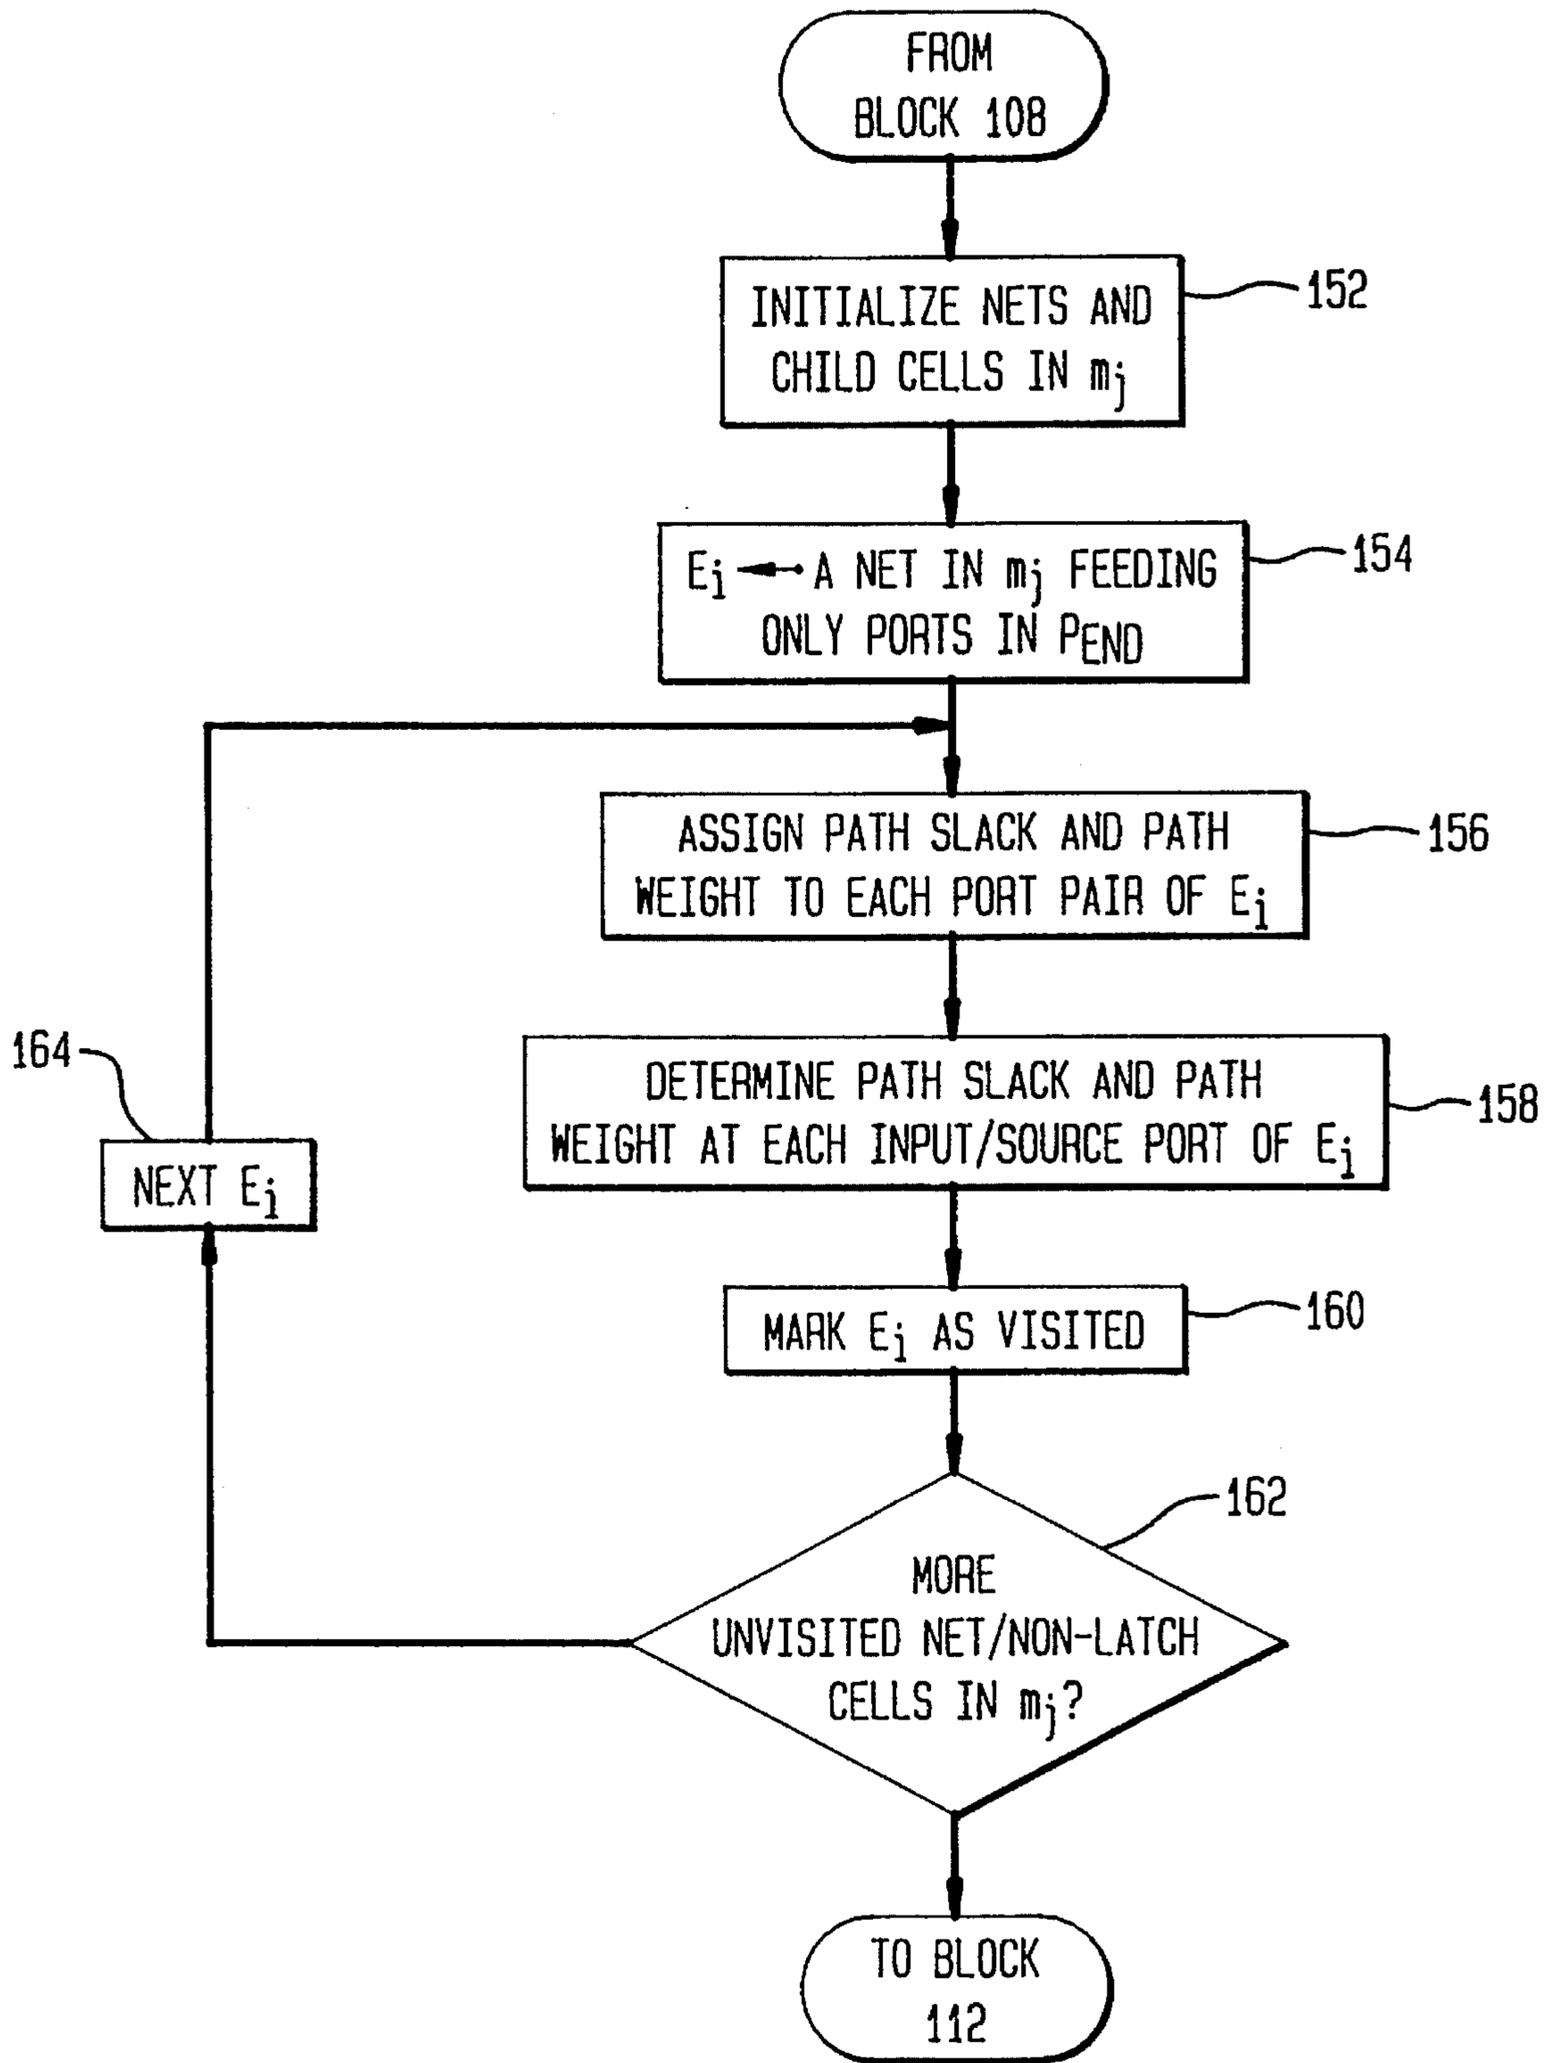 FROM
BLOCK 108
INITIALIZE NETS AND
CHILD CELLS IN mj
152
Ei ← A NET IN mj FEEDING
ONLY PORTS IN PEND
154
ASSIGN PATH SLACK AND PATH
WEIGHT TO EACH PORT PAIR OF Ei
156
DETERMINE PATH SLACK AND PATH
WEIGHT AT EACH INPUT/SOURCE PORT OF Ei
158
164
NEXT Ei
MARK Ei AS VISITED
160
162
MORE
UNVISITED NET/NON-LATCH
CELLS IN mj?
TO BLOCK
112